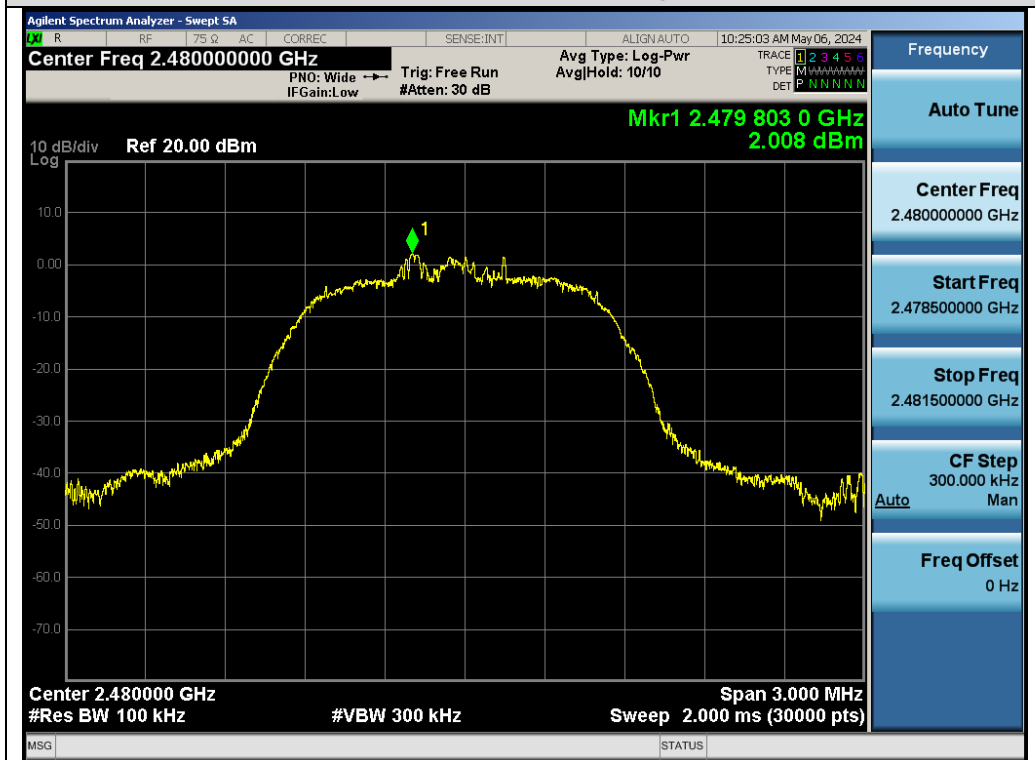 Agilent Spectrum Analyzer - Swept SA
LXI R RF 75 Ω AC CORREC SENSE:INT ALIGN AUTO 10:25:03 AM May 06, 2024
Center Freq 2.480000000 GHz
PNO: Wide
IFGain:Low
Trig: Free Run
#Atten: 30 dB
Avg Type: Log-Pwr
Avg|Hold: 10/10
TRACE 1 2 3 4 5 6
TYPE M
DET P N N N N N
Mkr1 2.479 803 0 GHz
2.008 dBm
10 dB/div Ref 20.00 dBm
Log
10.0
0.00
-10.0
-20.0
-30.0
-40.0
-50.0
-60.0
-70.0
1
Center 2.480000 GHz Span 3.000 MHz
#Res BW 100 kHz #VBW 300 kHz Sweep 2.000 ms (30000 pts)
MSG STATUS
Frequency
Auto Tune
Center Freq
2.480000000 GHz
Start Freq
2.478500000 GHz
Stop Freq
2.481500000 GHz
CF Step
300.000 kHz
Auto Man
Freq Offset
0 Hz